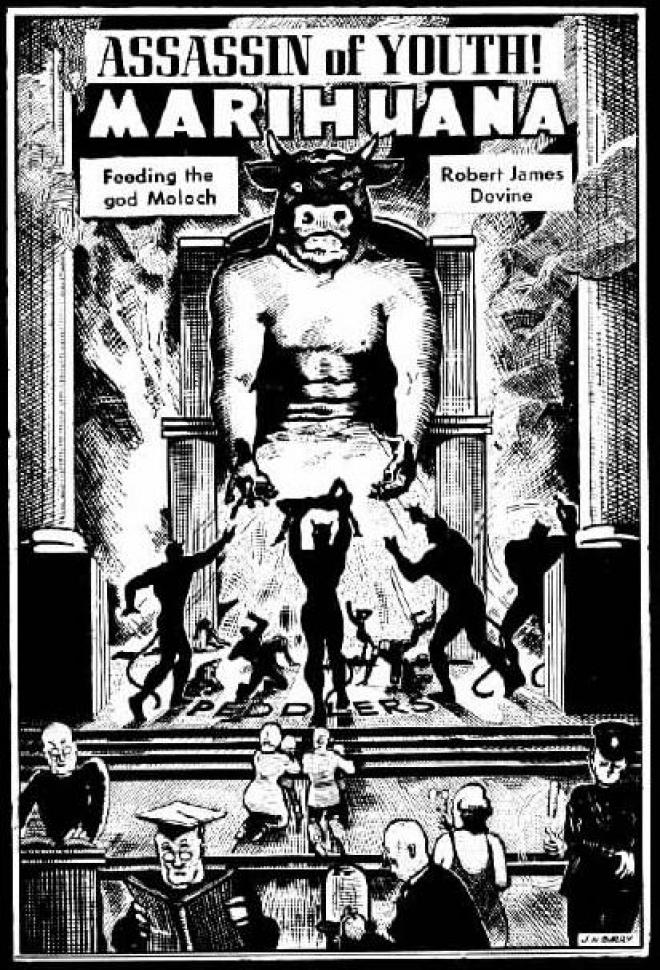 ASSASSIN of YOUTH!
MARIHUANA
Feeding the
god Moloch
Robert James
Devine
PEDDLERS